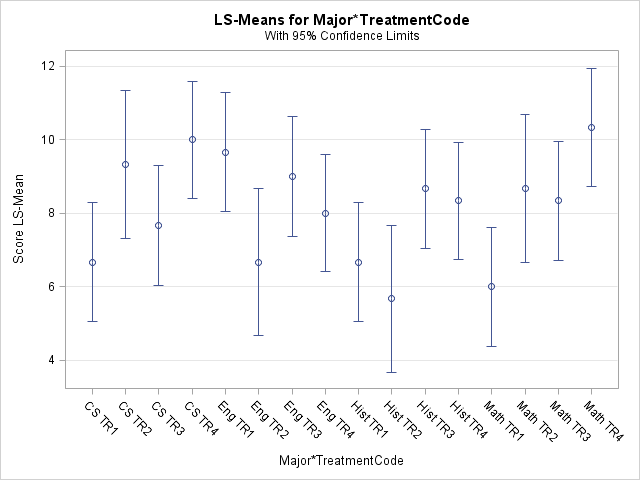 LS-Means for Major*TreatmentCode
With 95% Confidence Limits
Score LS-Mean
12
10
8
6
4
CS TR1
CS TR2
CS TR3
CS TR4
Eng TR1
Eng TR2
Eng TR3
Eng TR4
Hist TR1
Hist TR2
Hist TR3
Hist TR4
Math TR1
Math TR2
Math TR3
Math TR4
Major*TreatmentCode